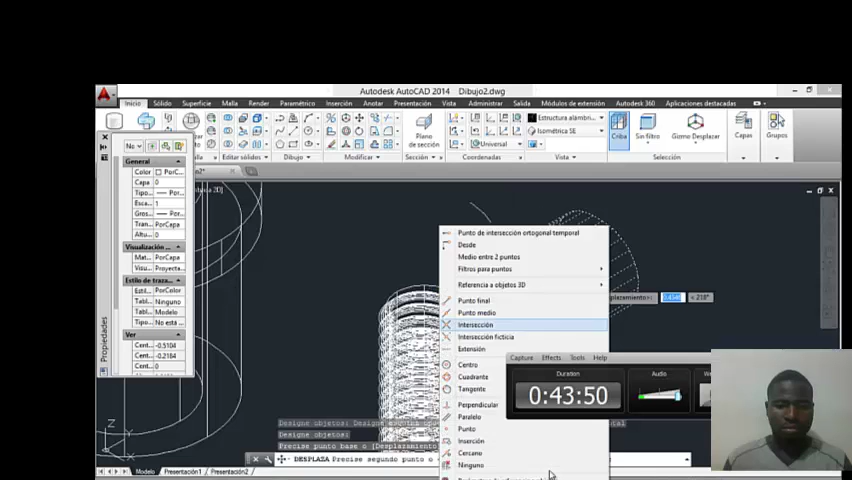 Autodesk AutoCAD 2014 Dibujo2.dwg
Inicio Sólido Superficie Malla Render Paramétrico Inserción Anotar Presentación Vista Administrar Salida Módulos de extensión Autodesk 360 Aplicaciones destacadas
Estructura alámbri...
Isométrica SE
Universal
Plano de sección
Criba
Sin filtro
Gizmo Desplazar
Capas
Grupos
Editar sólidos
Dibujo
Modificar
Sección
Coordenadas
Vista
Selección
No
General
Color PorC...
Capa 0
Tipo... Por...
Esca... 1
Gros... Por...
Tran... PorCapa
Altu... 0
Visualización
Mat... PorCapa
Visu... Proyecta...
Estilo de traza...
Estil... PorColor
Tabl... Ninguno
Tabl... Modelo
Tipo... No está ...
Ver
Cent... -0.5104
Cent... -0.2184
Cent... 0
Propiedades
Punto de intersección ortogonal temporal
Desde
Medio entre 2 puntos
Filtros para puntos
Referencia a objetos 3D
Punto final
Punto medio
Intersección
Intersección ficticia
Extensión
Centro
Cuadrante
Tangente
Perpendicular
Paralelo
Punto
Inserción
Cercano
Ninguno
< 218°
Capture Effects Tools Help
Duration
0:43:50
Audio
Z
Y
Designe objetos:
Designe objetos:
Precise punto base o [Desplazamiento]
DESPLAZA Precise segundo punto o
Modelo Presentación1 Presentación2